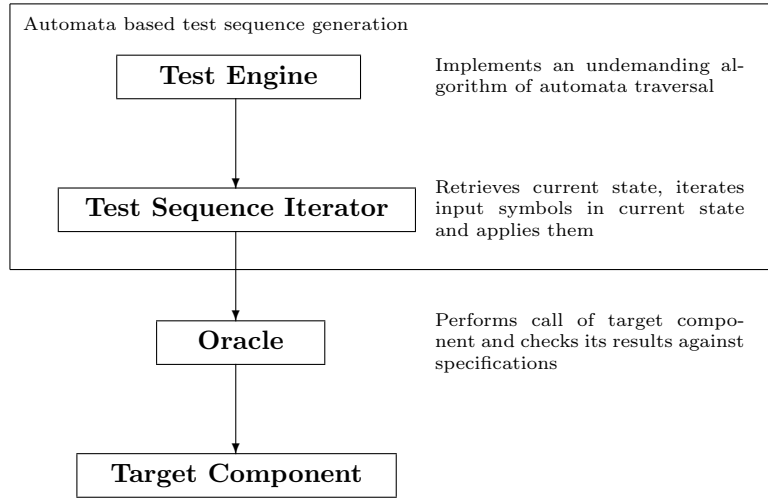 Automata based test sequence generation
Test Engine
Implements an undemanding al-
gorithm of automata traversal
Test Sequence Iterator
Retrieves current state, iterates
input symbols in current state
and applies them
Oracle
Performs call of target compo-
nent and checks its results against
specifications
Target Component